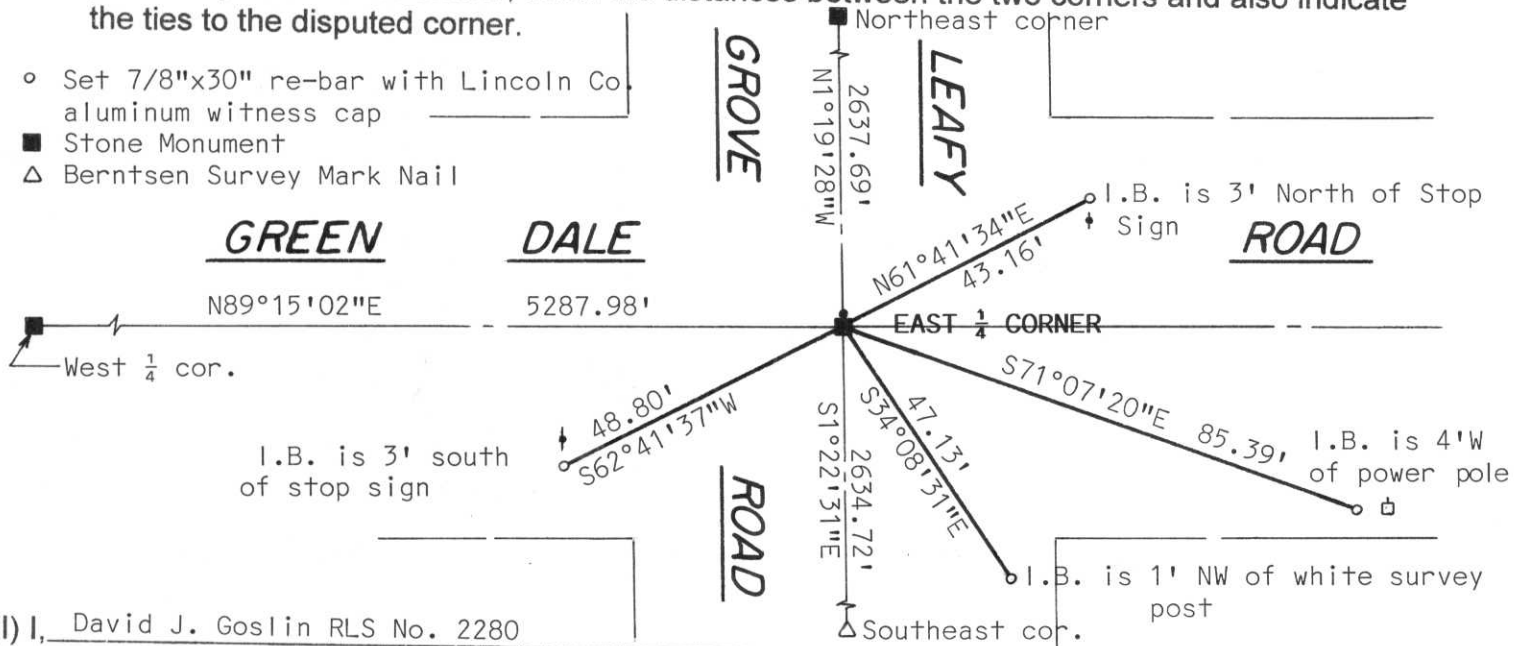 the ties to the disputed corner.
Northeast corner
Set 7/8"x30" re-bar with Lincoln Co.
aluminum witness cap
Stone Monument
Berntsen Survey Mark Nail
GROVE
LEAFY
N1°19'28"W
2637.69'
I.B. is 3' North of Stop
Sign
GREEN DALE ROAD
N61°41'34"E
43.16'
N89°15'02"E 5287.98'
EAST 1/4 CORNER
West 1/4 cor.
S71°07'20"E 85.39'
48.80'
S62°41'37"W
47.13'
S34°08'31"E
S1°22'31"E
2634.72'
I.B. is 4'W
of power pole
I.B. is 3' south
of stop sign
ROAD
I.B. is 1' NW of white survey
post
I) I, David J. Goslin RLS No. 2280
Southeast cor.